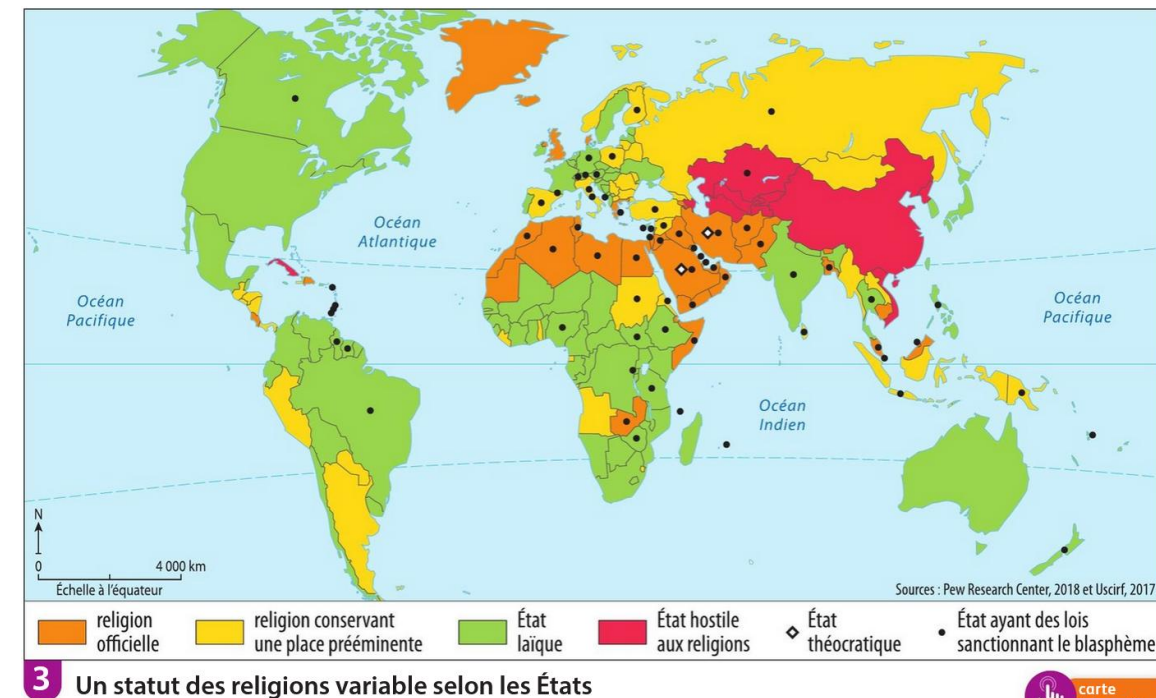 Océan
Atlantique
Océan
Pacifique
Océan
Pacifique
Océan
Indien
N
0
4 000 km
Échelle à l'équateur
Sources : Pew Research Center, 2018 et Uscirf, 2017
religion
officielle
religion conservant
une place prééminente
État
laïque
État hostile
aux religions
État
théocratique
État ayant des lois
sanctionnant le blasphème
3 Un statut des religions variable selon les États
carte